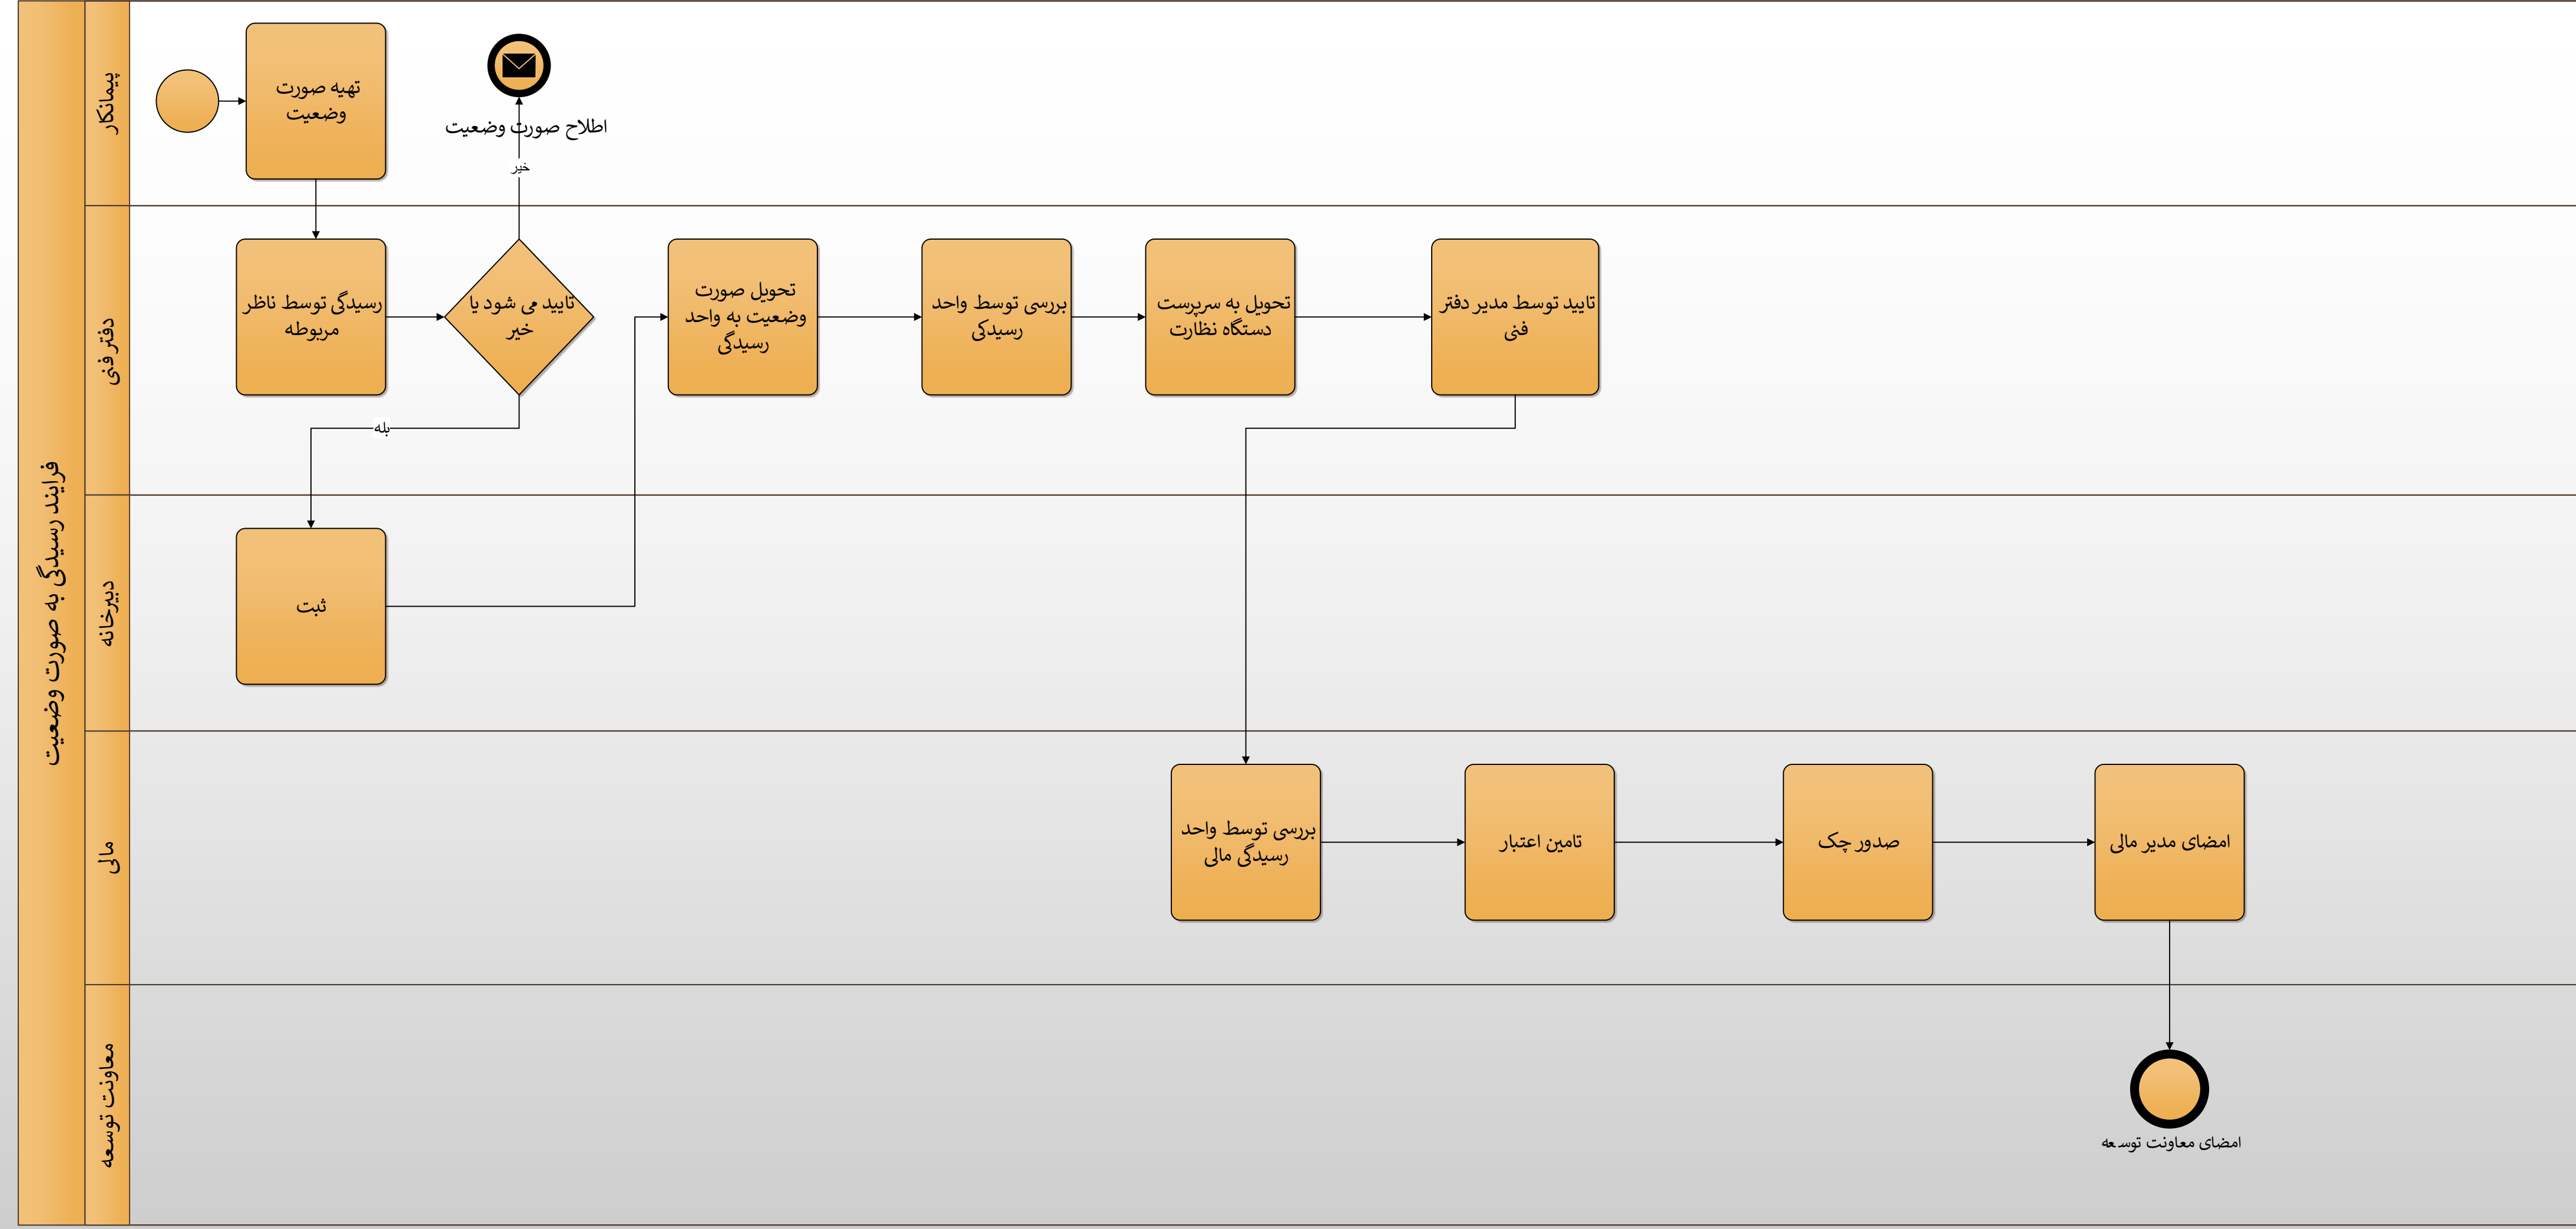 فرایند رسیدگی به صورت وضعیت
پیمانکار
تهیه صورت
وضعیت
اطلاح صورت وضعیت
خیر
دفتر فنی
رسیدگی توسط ناظر
مربوطه
تایید می شود یا
خیر
تحویل صورت
وضعیت به واحد
رسیدگی
بررسی توسط واحد
رسیدکی
تحویل به سرپرست
دستگاه نظارت
تایید توسط مدیر دفتر
فنی
بله
دبیرخانه
ثبت
مالی
بررسی توسط واحد
رسیدگی مالی
تامین اعتبار
صدور چک
امضای مدیر مالی
معاونت توسعه
امضای معاونت توسعه